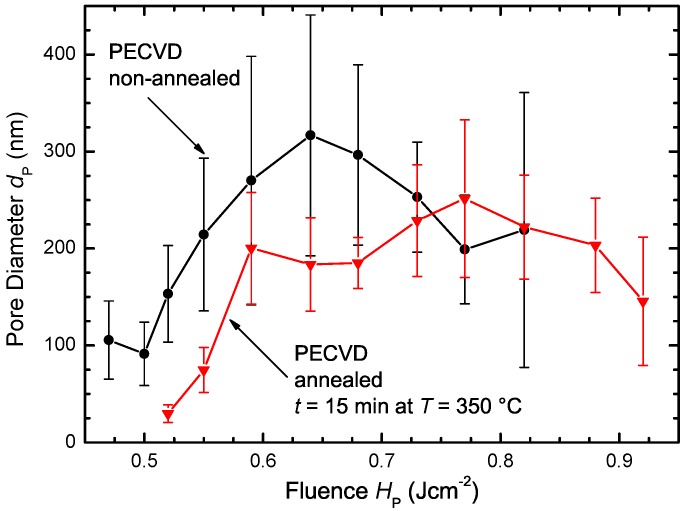 400
300
200
100
0
Pore Diameter dP (nm)
PECVD
non-annealed
PECVD
annealed
t = 15 min at T = 350 °C
0.5 0.6 0.7 0.8 0.9
Fluence HP (Jcm-2)